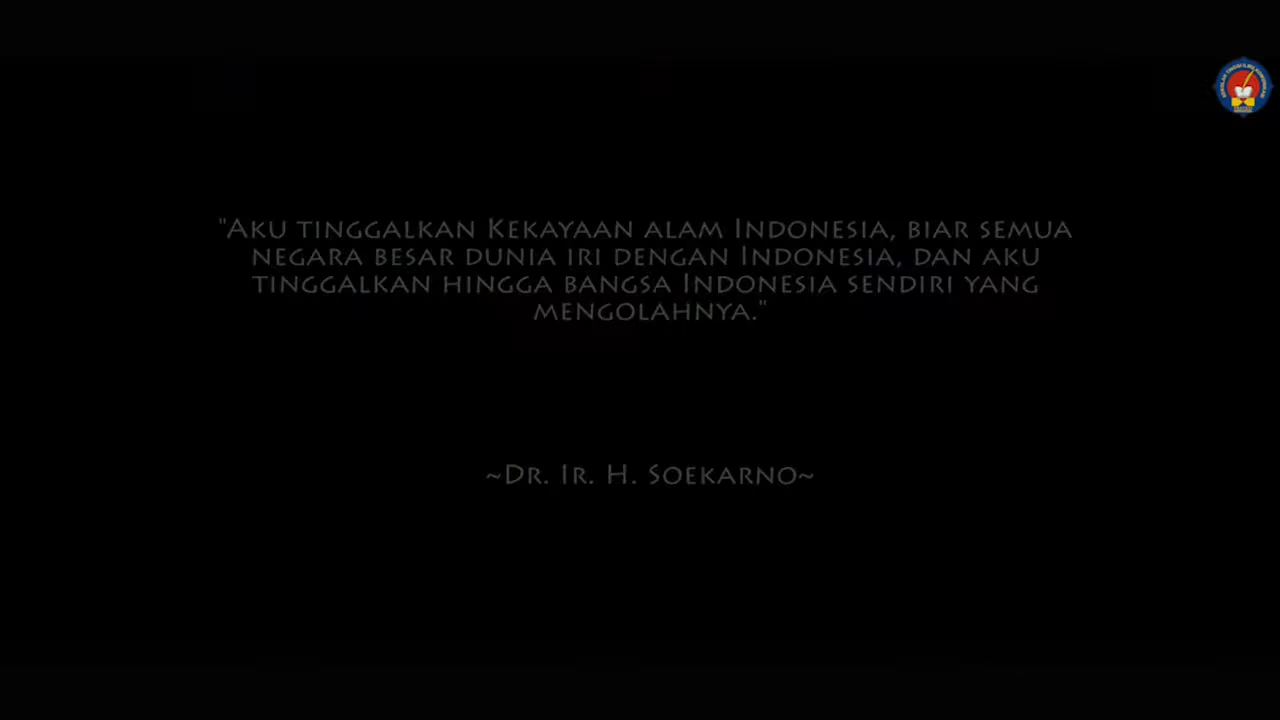 "Aku tinggalkan Kekayaan alam Indonesia, biar semua
negara besar dunia iri dengan Indonesia, dan aku
tinggalkan hingga bangsa Indonesia sendiri yang
mengolahnya."
~Dr. Ir. H. Soekarno~